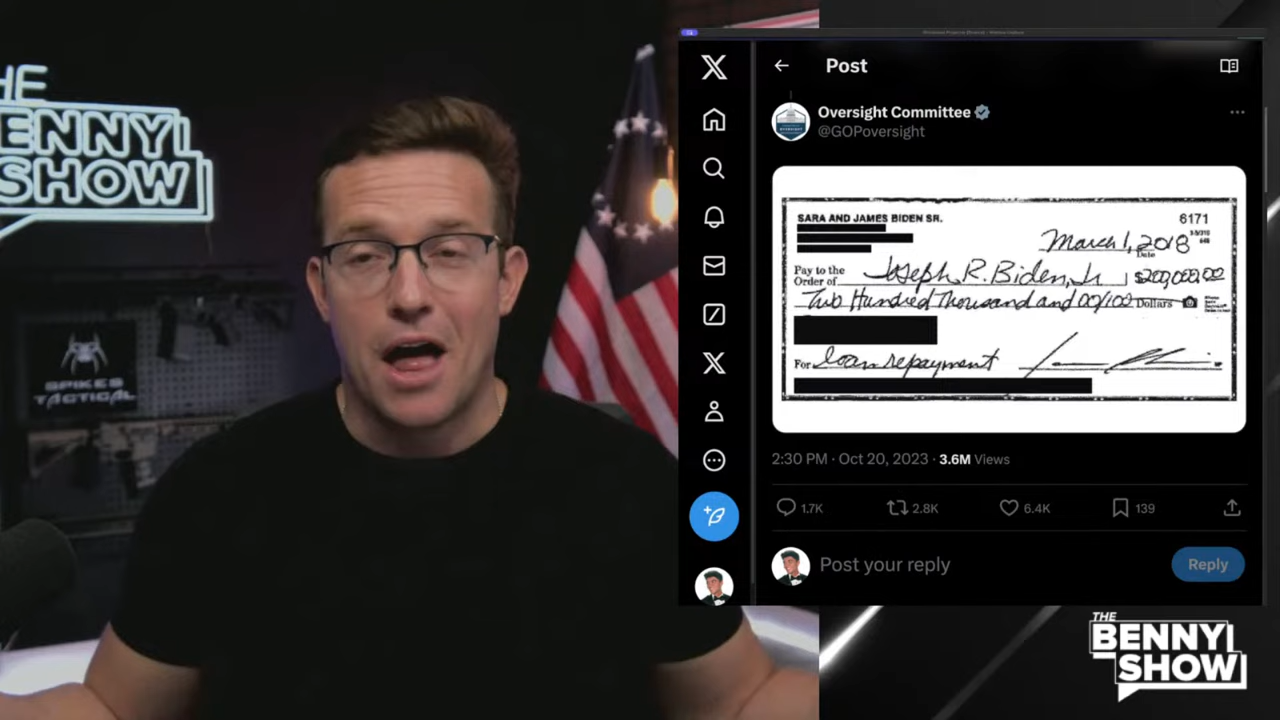 THE
BENNY
SHOW
SPIKES
TACTICAL
Post
Oversight Committee
@GOPoversight
SARA AND JAMES BIDEN SR.
6171
March 1, 2018
Date
Pay to the
Order of
Joseph R. Biden, Jr
$200,000.00
Two Hundred Thousand and 00/100 Dollars
For loan repayment
2:30 PM · Oct 20, 2023 · 3.6M Views
1.7K 2.8K 6.4K 139
Post your reply
Reply
THE
BENNY
SHOW